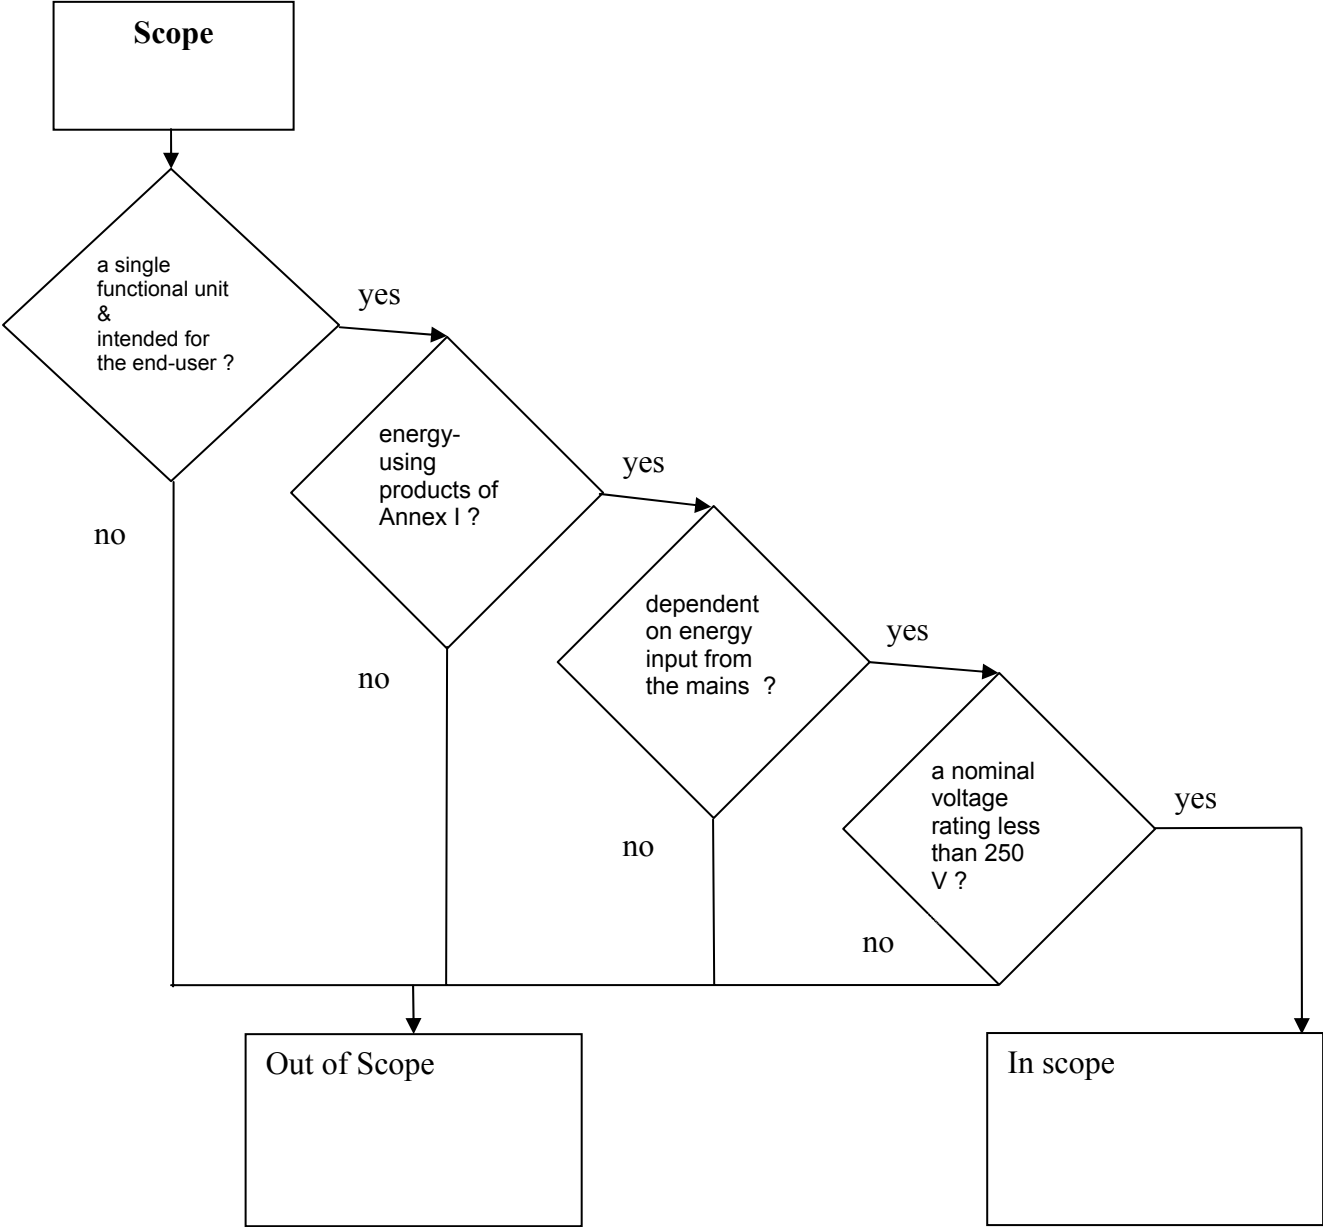 Scope
a single
functional unit
&
intended for
the end-user ?
yes
no
energy-
using
products of
Annex I ?
yes
no
dependent
on energy
input from
the mains  ?
yes
no
a nominal
voltage
rating less
than 250
V ?
yes
no
Out of Scope
In scope